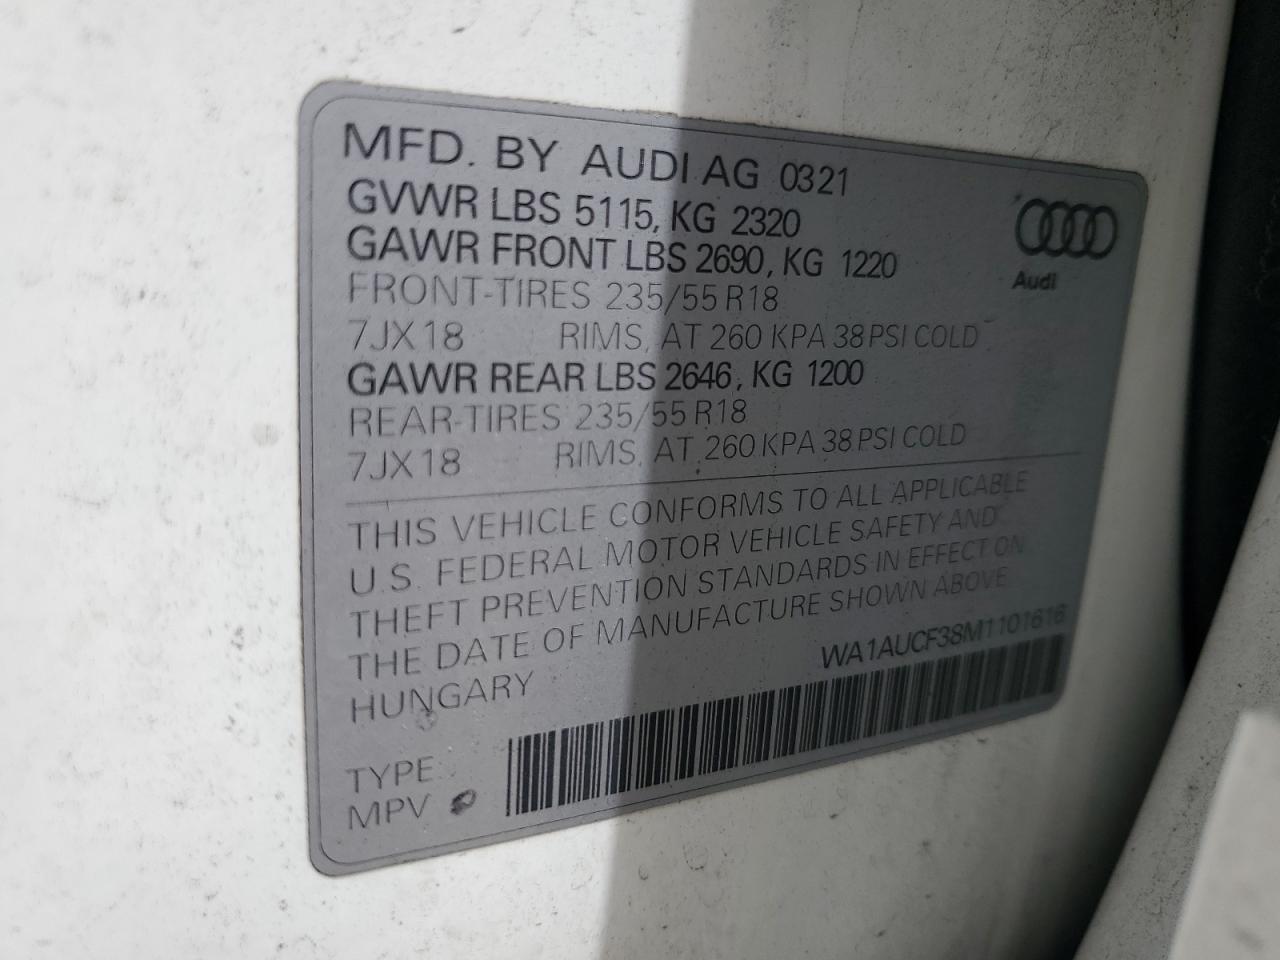 MFD. BY AUDI AG 0321
GVWR LBS 5115, KG 2320
GAWR FRONT LBS 2690, KG 1220
FRONT-TIRES 235/55 R18
7JX18 RIMS, AT 260 KPA 38 PSI COLD
GAWR REAR LBS 2646, KG 1200
REAR-TIRES 235/55 R18
7JX18 RIMS, AT 260 KPA 38 PSI COLD
Audi
THIS VEHICLE CONFORMS TO ALL APPLICABLE
U.S. FEDERAL MOTOR VEHICLE SAFETY AND
THEFT PREVENTION STANDARDS IN EFFECT ON
THE DATE OF MANUFACTURE SHOWN ABOVE
HUNGARY
WA1AUCF38M1101616
TYPE
MPV